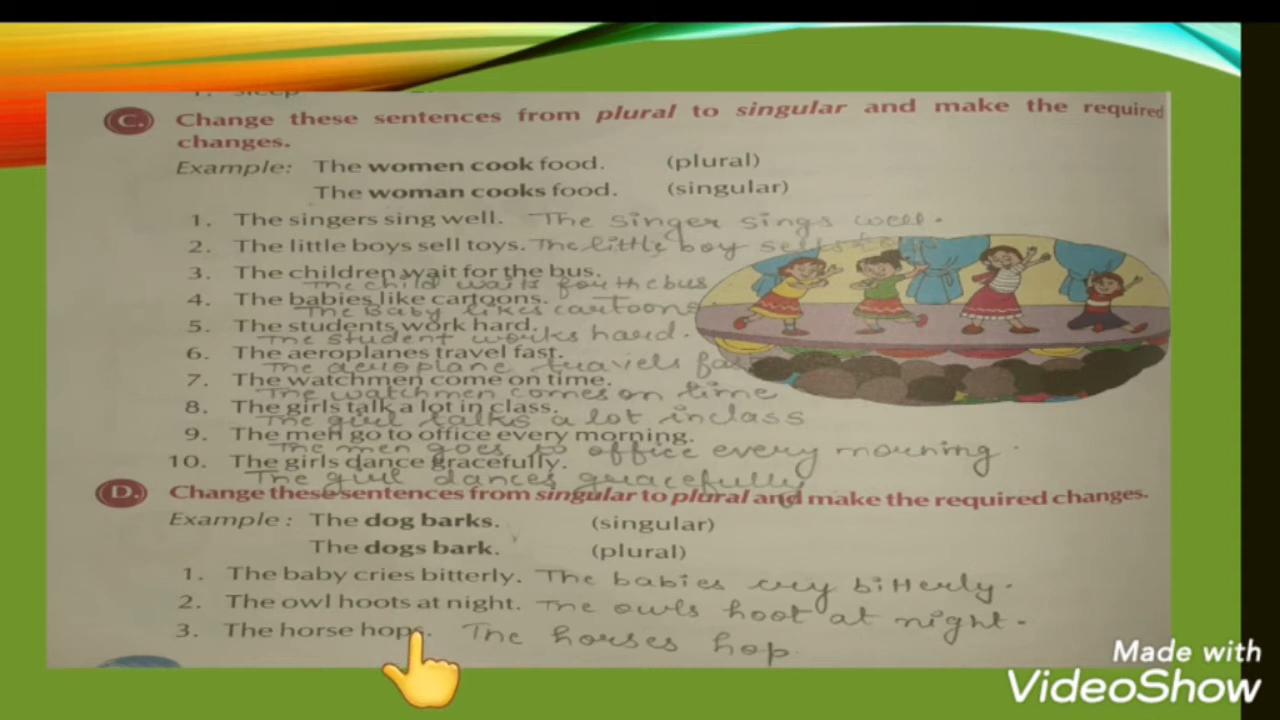 C. Change these sentences from plural to singular and make the required
changes.
Example: The women cook food. (plural)
The woman cooks food. (singular)
1. The singers sing well. The singer sings well.
2. The little boys sell toys. The little boy sells
3. The children wait for the bus.
The child waits for the bus
4. The babies like cartoons.
The Baby likes cartoons
5. The students work hard.
The student works hard.
6. The aeroplanes travel fast.
The aeroplane travels fa
7. The watchmen come on time.
The watchmen comes on time
8. The girls talk a lot in class.
The girl talks a lot inclass
9. The men go to office every morning.
The men goes to office every morning.
10. The girls dance gracefully.
The girl dances gracefully
D. Change these sentences from singular to plural and make the required changes.
Example : The dog barks. (singular)
The dogs bark. (plural)
1. The baby cries bitterly. The babies cry bitterly.
2. The owl hoots at night. The owls hoot at night.
3. The horse hops. The horses hop
Made with
VideoShow